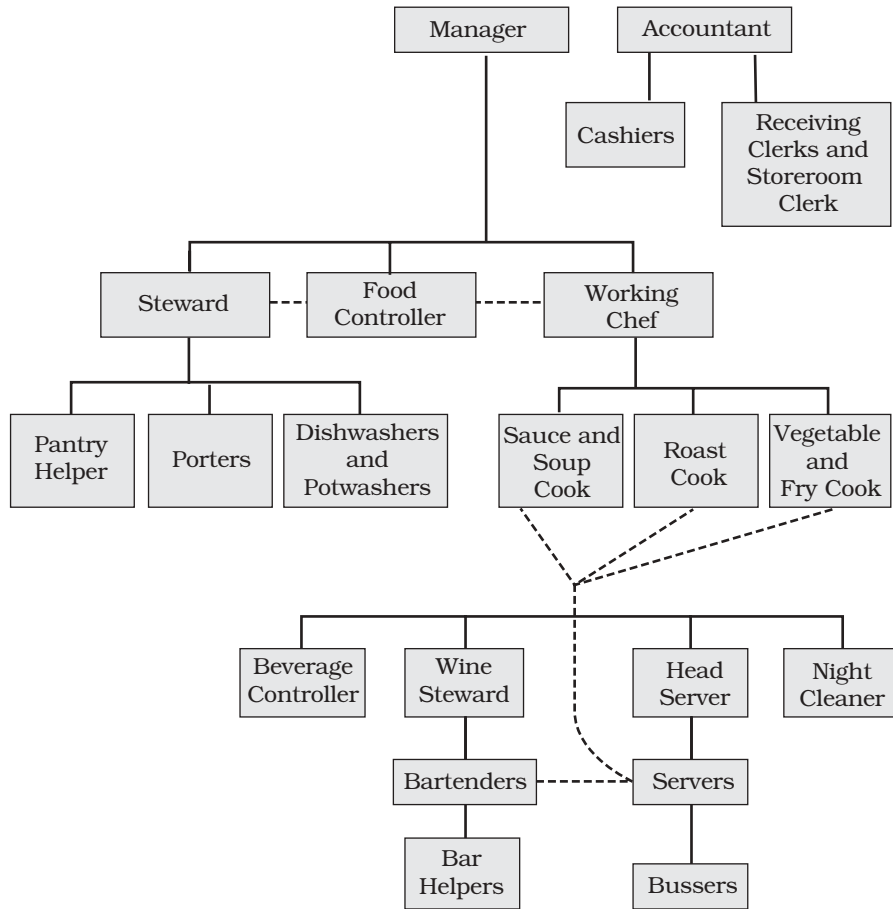 Manager
Accountant
Cashiers
Receiving
Clerks and
Storeroom
Clerk
Steward
Food
Controller
Working
Chef
Pantry
Helper
Porters
Dishwashers
and
Potwashers
Sauce and
Soup
Cook
Roast
Cook
Vegetable
and
Fry Cook
Beverage
Controller
Wine
Steward
Head
Server
Night
Cleaner
Bartenders
Servers
Bar
Helpers
Bussers